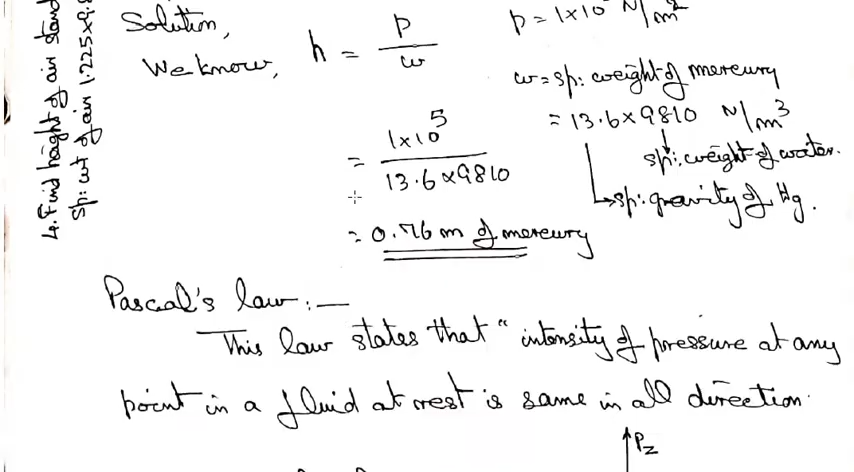 Solution,
p = 1×10 N/m²
We know, h = p / w
w = sp: weight of mercury
= 1×10⁵ / 13.6×9810
= 13.6×9810 N/m³
sp: weight of water.
→ sp: gravity of Hg.
= 0.76 m of mercury
4. Find height of air
sp: wt of air 1.225×9.8
Pascal's law :—
This law states that " intensity of pressure at any
point in a fluid at rest is same in all direction.
Pz